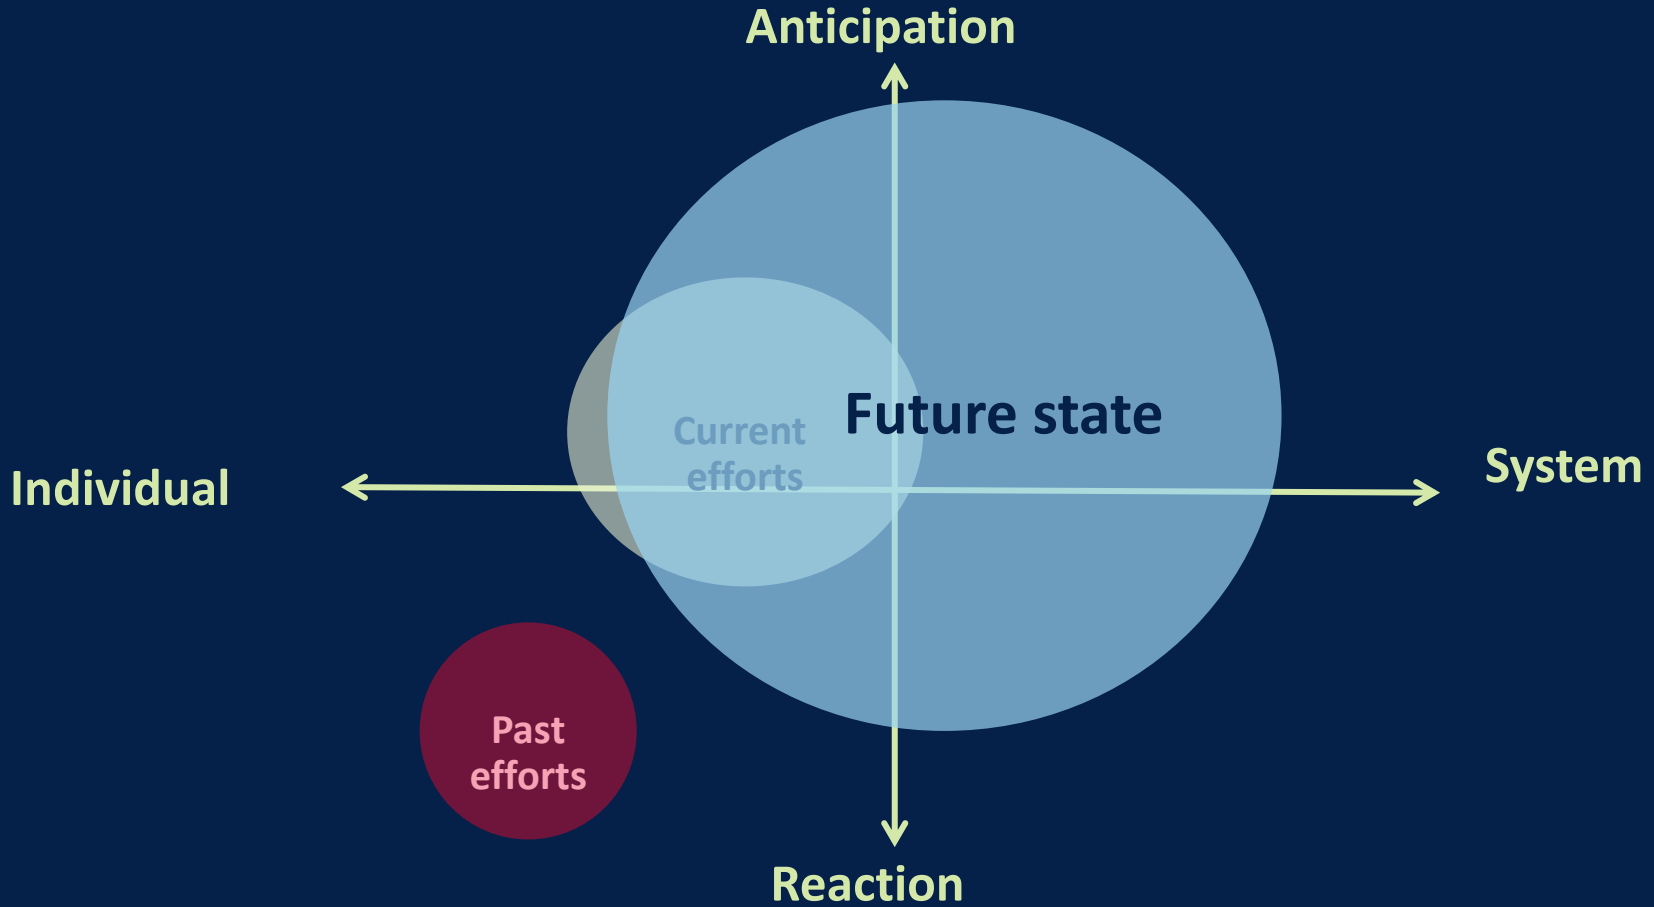 Anticipation
Future state
Current
efforts
System
Individual
Past
efforts
Reaction